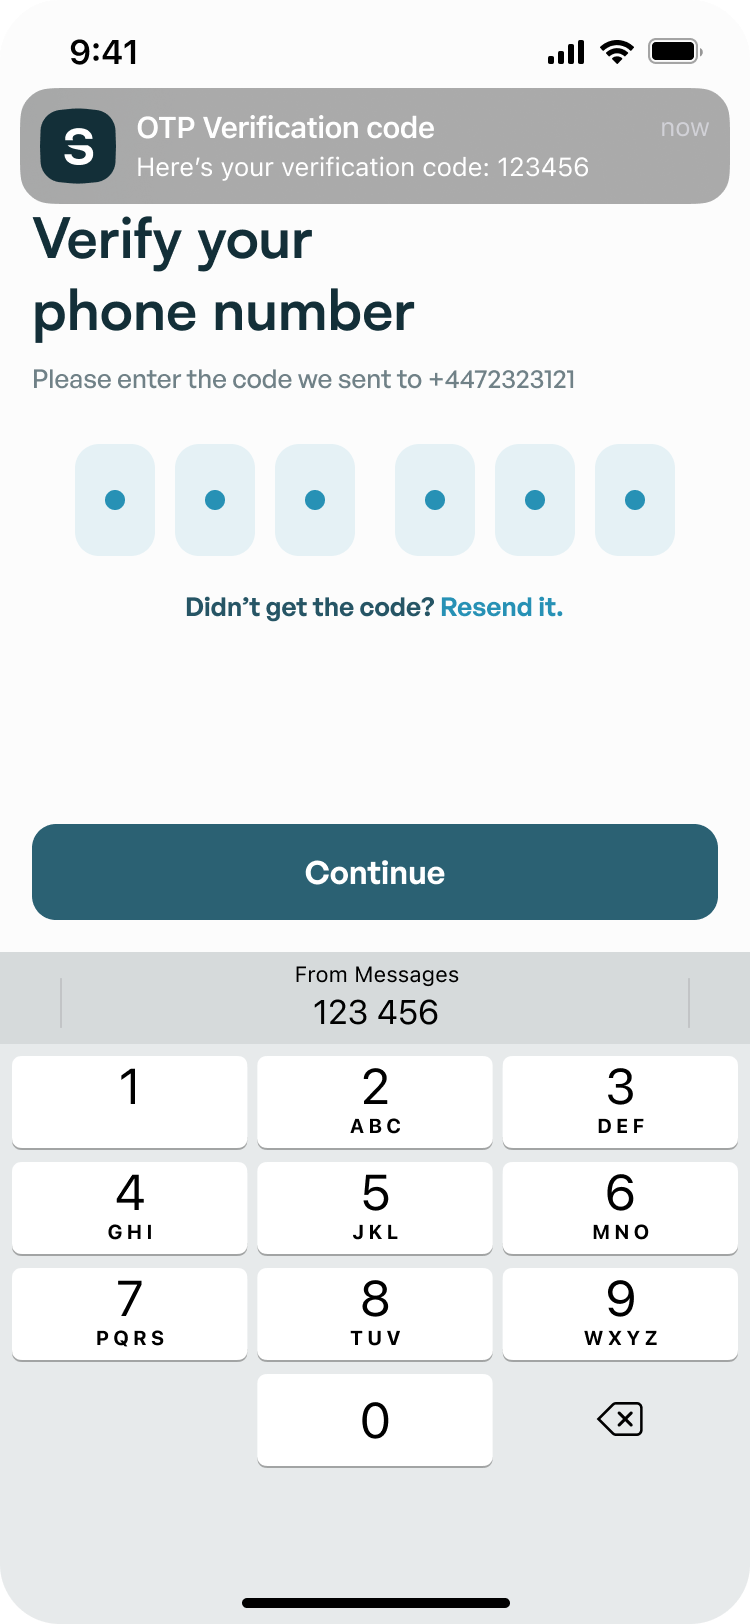 9:41
S
OTP Verification code
now
Here's your verification code: 123456
Verify your
phone number
Please enter the code we sent to +4472323121
Didn't get the code? Resend it.
Continue
From Messages
123 456
1
2
ABC
3
DEF
4
GHI
5
JKL
6
MNO
7
PQRS
8
TUV
9
WXYZ
0